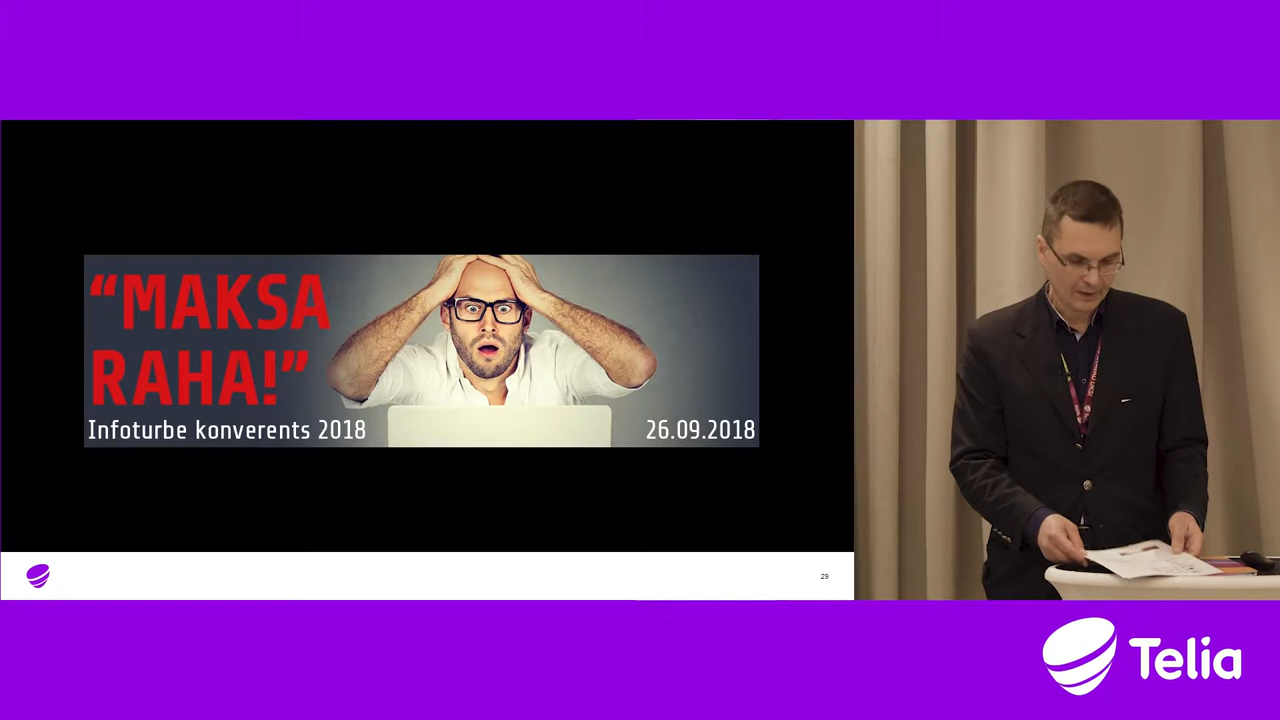 “MAKSA
RAHA!”
Infoturbe konverents 2018
26.09.2018
29
Telia